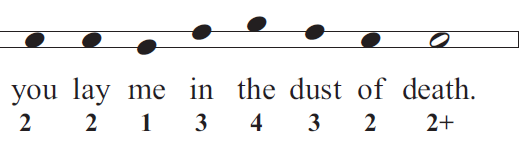 you lay me in the dust of death.
2 2 1 3 4 3 2 2+